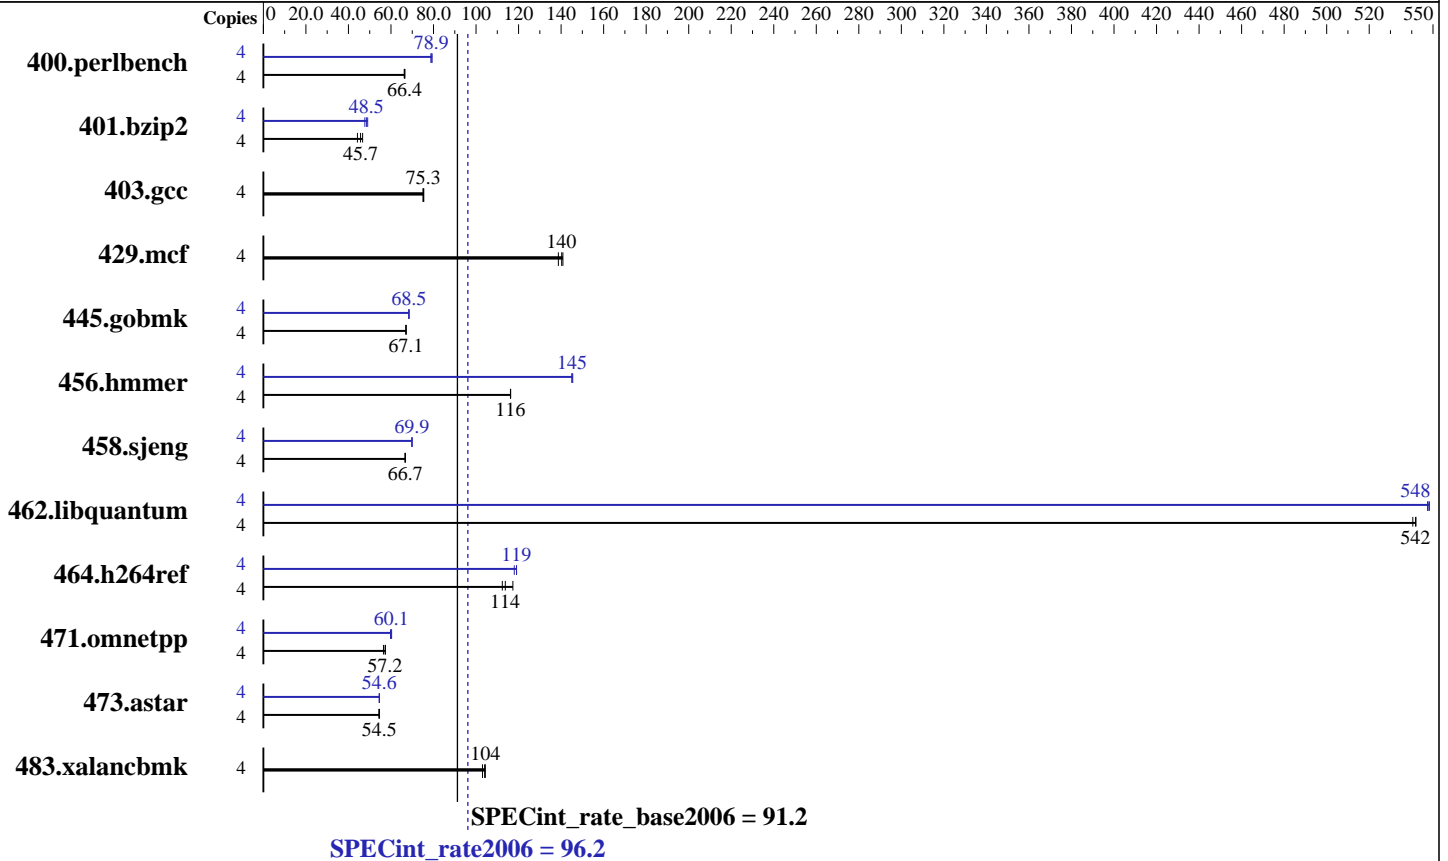 Copies 0 20.0 40.0 60.0 80.0 100 120 140 160 180 200 220 240 260 280 300 320 340 360 380 400 420 440 460 480 500 520 550
400.perlbench 4 78.9
4 66.4
401.bzip2 4 48.5
4 45.7
403.gcc 4 75.3
429.mcf 4 140
445.gobmk 4 68.5
4 67.1
456.hmmer 4 145
4 116
458.sjeng 4 69.9
4 66.7
462.libquantum 4 548
4 542
464.h264ref 4 119
4 114
471.omnetpp 4 60.1
4 57.2
473.astar 4 54.6
4 54.5
483.xalancbmk 4 104
SPECint_rate_base2006 = 91.2
SPECint_rate2006 = 96.2